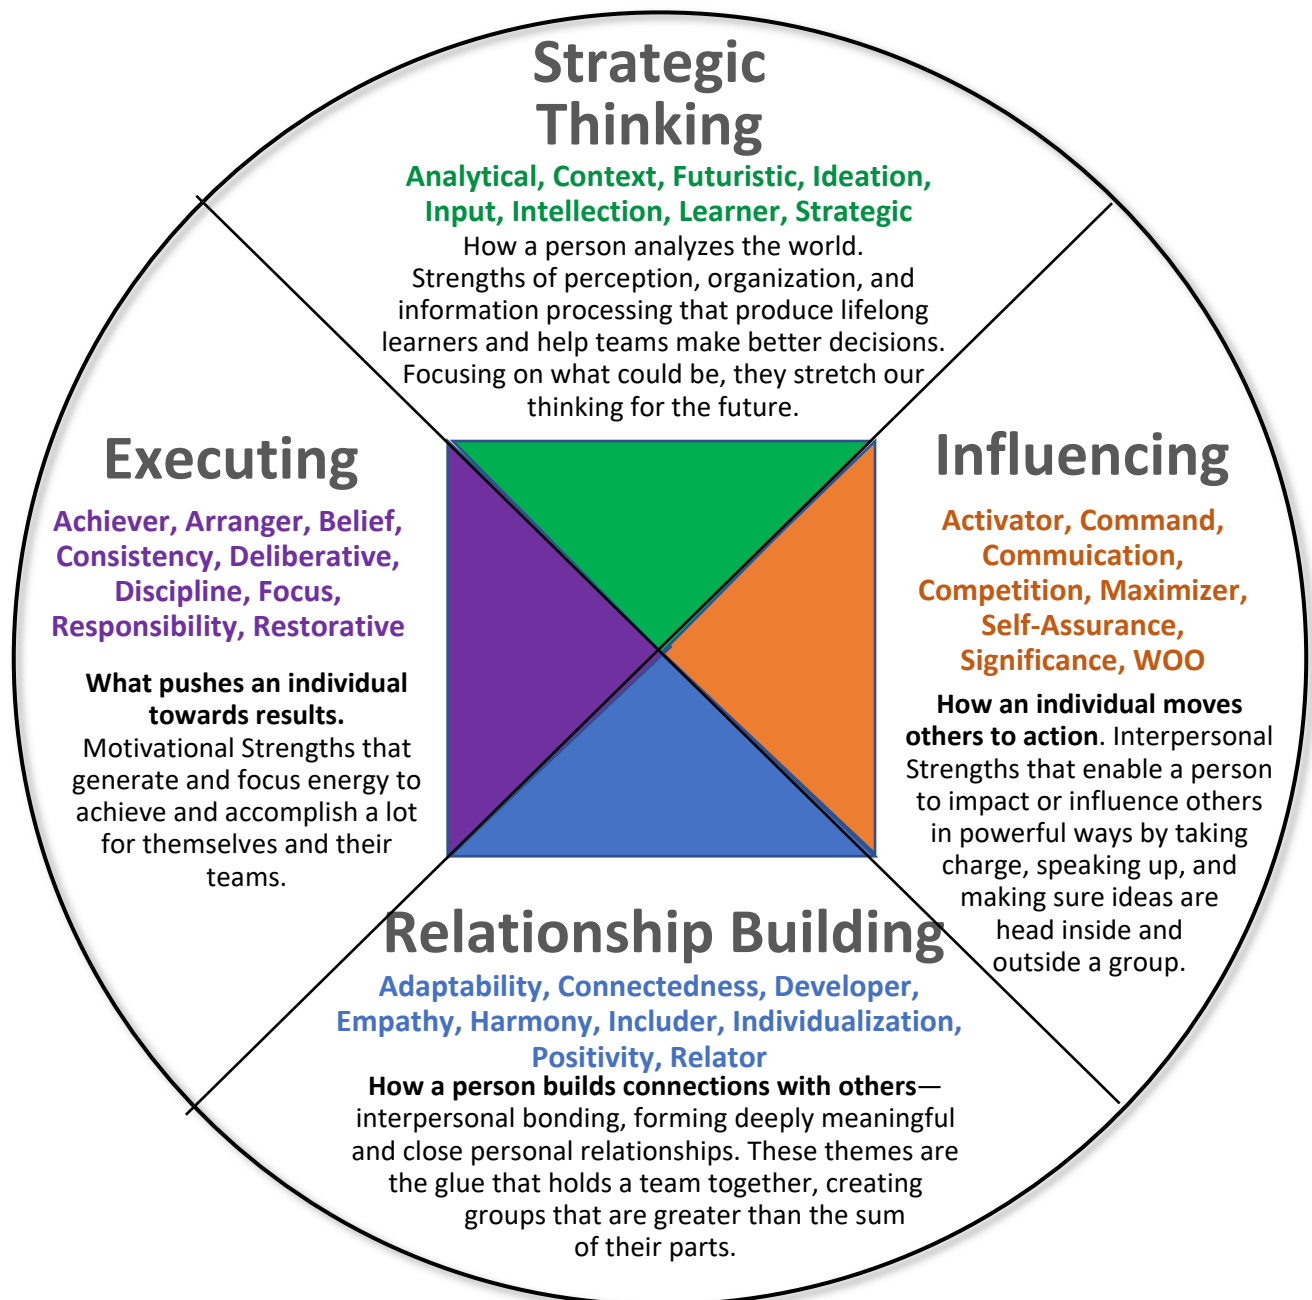 Strategic
Thinking
Analytical, Context, Futuristic, Ideation,
Input, Intellection, Learner, Strategic
How a person analyzes the world.
Strengths of perception, organization, and
information processing that produce lifelong
learners and help teams make better decisions.
Focusing on what could be, they stretch our
thinking for the future.
Executing
Achiever, Arranger, Belief,
Consistency, Deliberative,
Discipline, Focus,
Responsibility, Restorative
What pushes an individual
towards results.
Motivational Strengths that
generate and focus energy to
achieve and accomplish a lot
for themselves and their
teams.
Influencing
Activator, Command,
Commuication,
Competition, Maximizer,
Self-Assurance,
Significance, WOO
How an individual moves
others to action. Interpersonal
Strengths that enable a person
to impact or influence others
in powerful ways by taking
charge, speaking up, and
making sure ideas are
head inside and
outside a group.
Relationship Building
Adaptability, Connectedness, Developer,
Empathy, Harmony, Includer, Individualization,
Positivity, Relator
How a person builds connections with others—
interpersonal bonding, forming deeply meaningful
and close personal relationships. These themes are
the glue that holds a team together, creating
groups that are greater than the sum
of their parts.